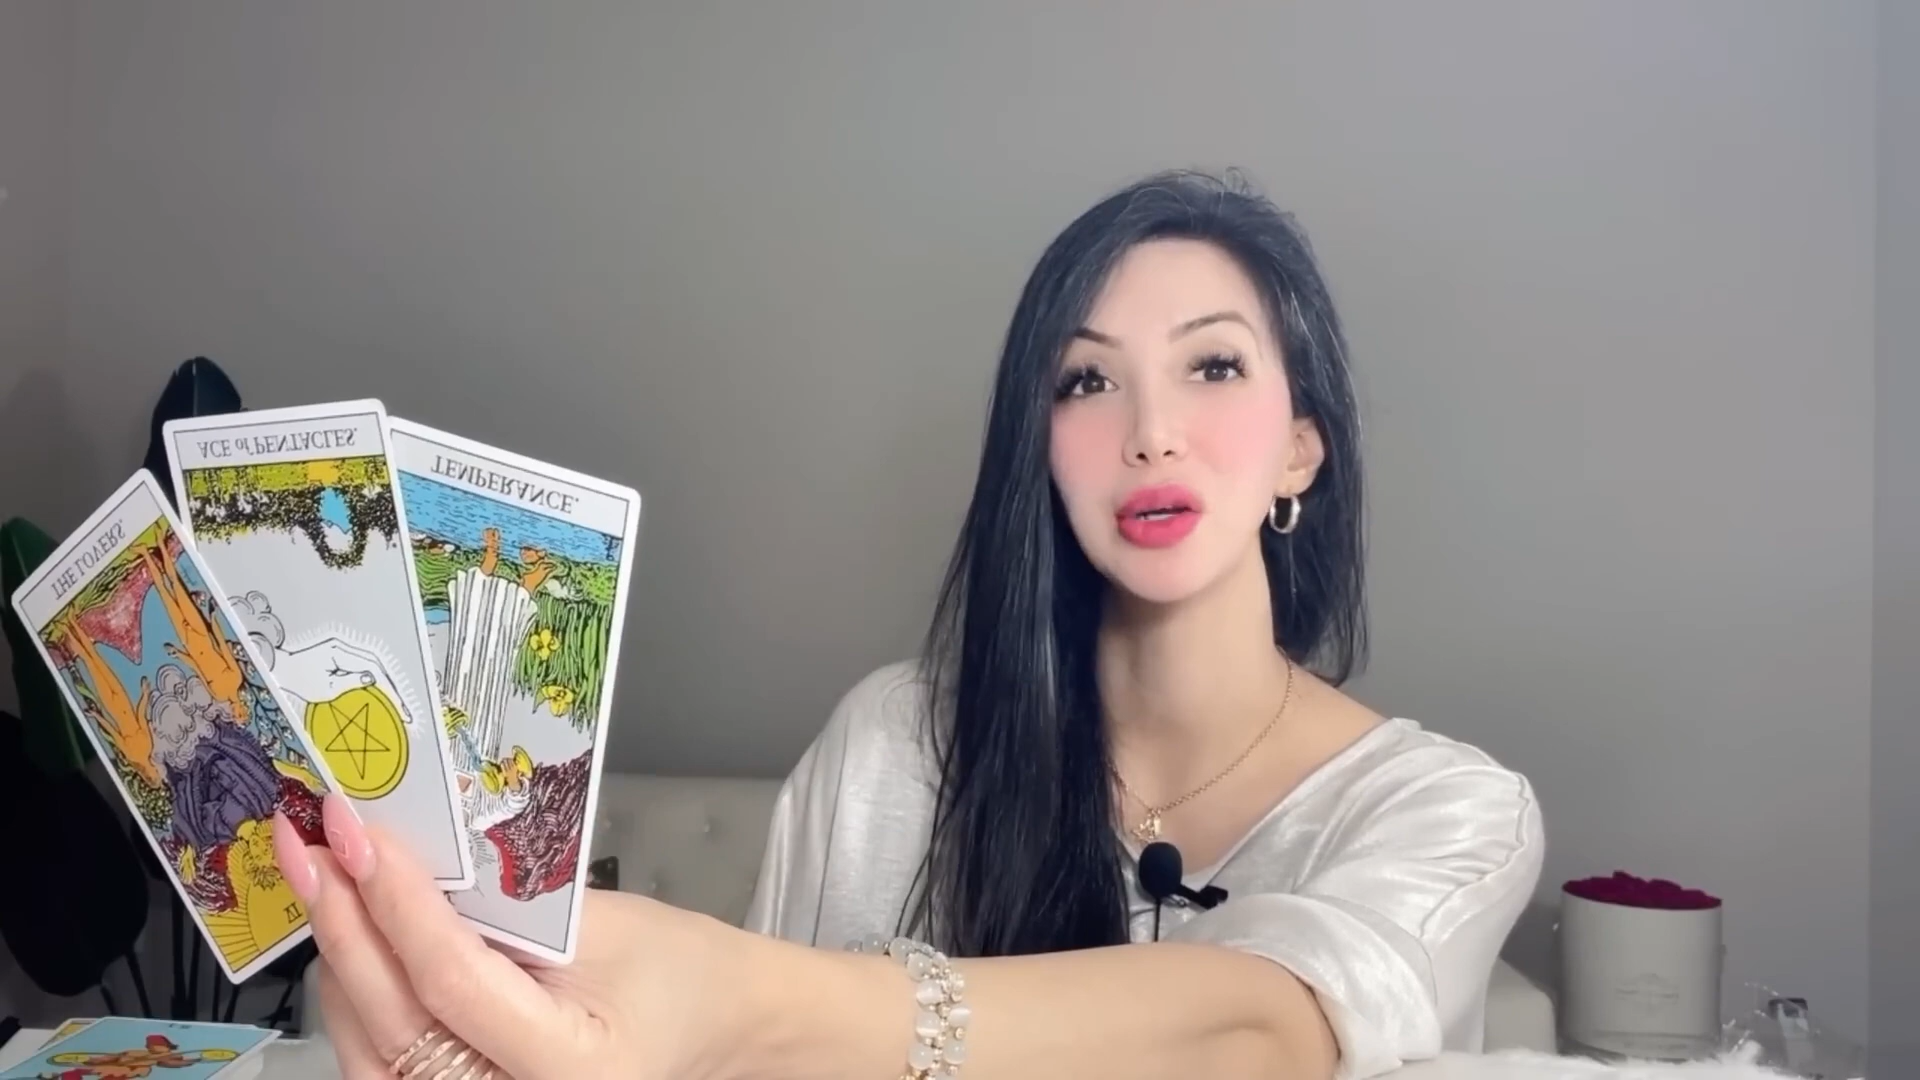 THE LOVERS.
VI
ACE of PENTACLES.
TEMPERANCE.